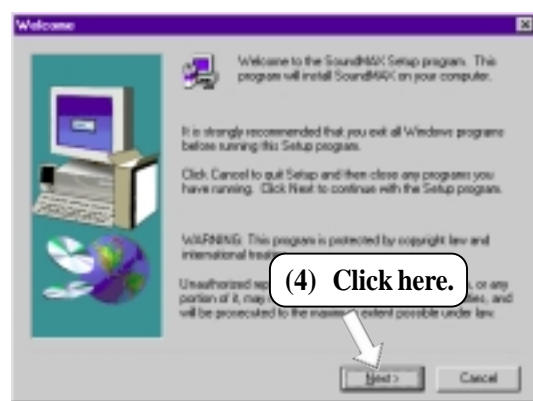 Welcome
Welcome to the SoundMAX Setup program. This
program will install SoundMAX on your computer.
It is strongly recommended that you exit all Windows programs
before running this Setup program.
Click Cancel to quit Setup and then close any programs you
have running. Click Next to continue with the Setup program.
WARNING: This program is protected by copyright law and
international
Unauthorized or any
portion of it, may and
will be prosecuted to the maximum extent possible under law.
(4) Click here.
Next >
Cancel